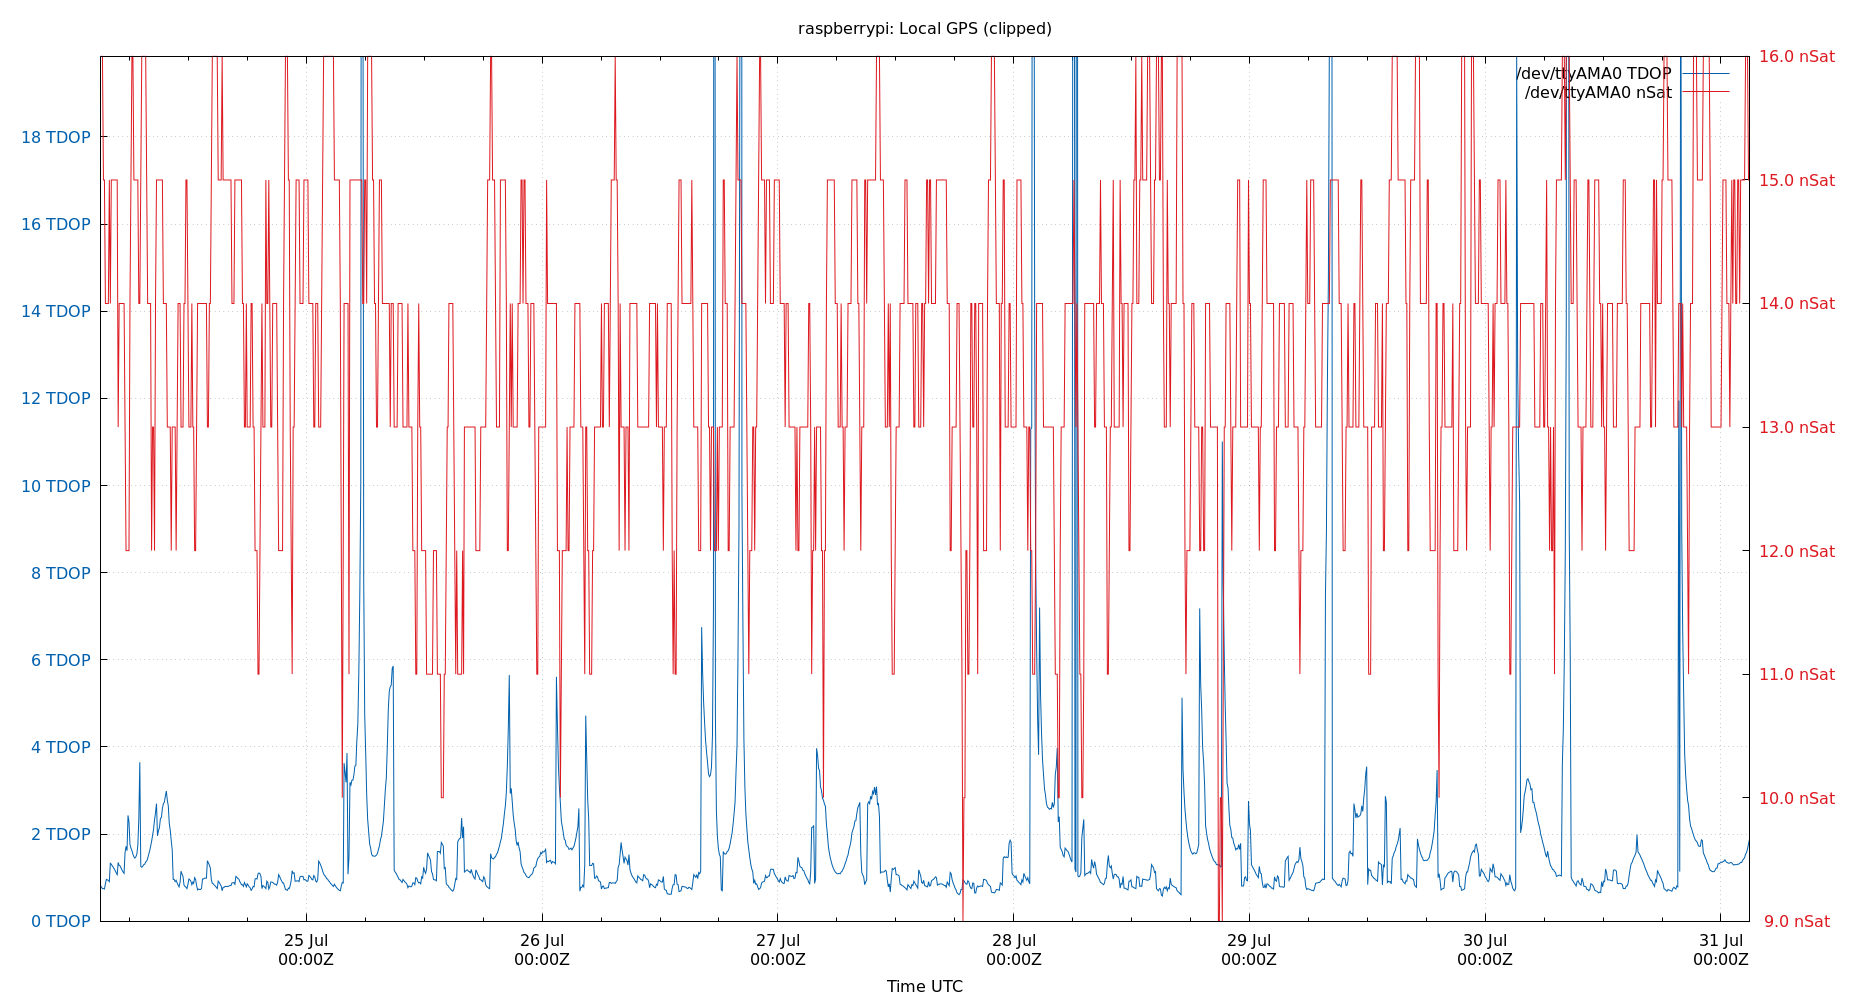 raspberrypi: Local GPS (clipped)
16.0 nSat
/dev/ttyAMA0 TDOP
/dev/ttyAMA0 nSat
18 TDOP
15.0 nSat
16 TDOP
14.0 nSat
14 TDOP
12 TDOP
13.0 nSat
10 TDOP
12.0 nSat
8 TDOP
6 TDOP
11.0 nSat
4 TDOP
10.0 nSat
2 TDOP
0 TDOP
9.0 nSat
25 Jul 26 Jul 27 Jul 28 Jul 29 Jul 30 Jul 31 Jul
00:00Z 00:00Z 00:00Z 00:00Z 00:00Z 00:00Z 00:00Z
Time UTC